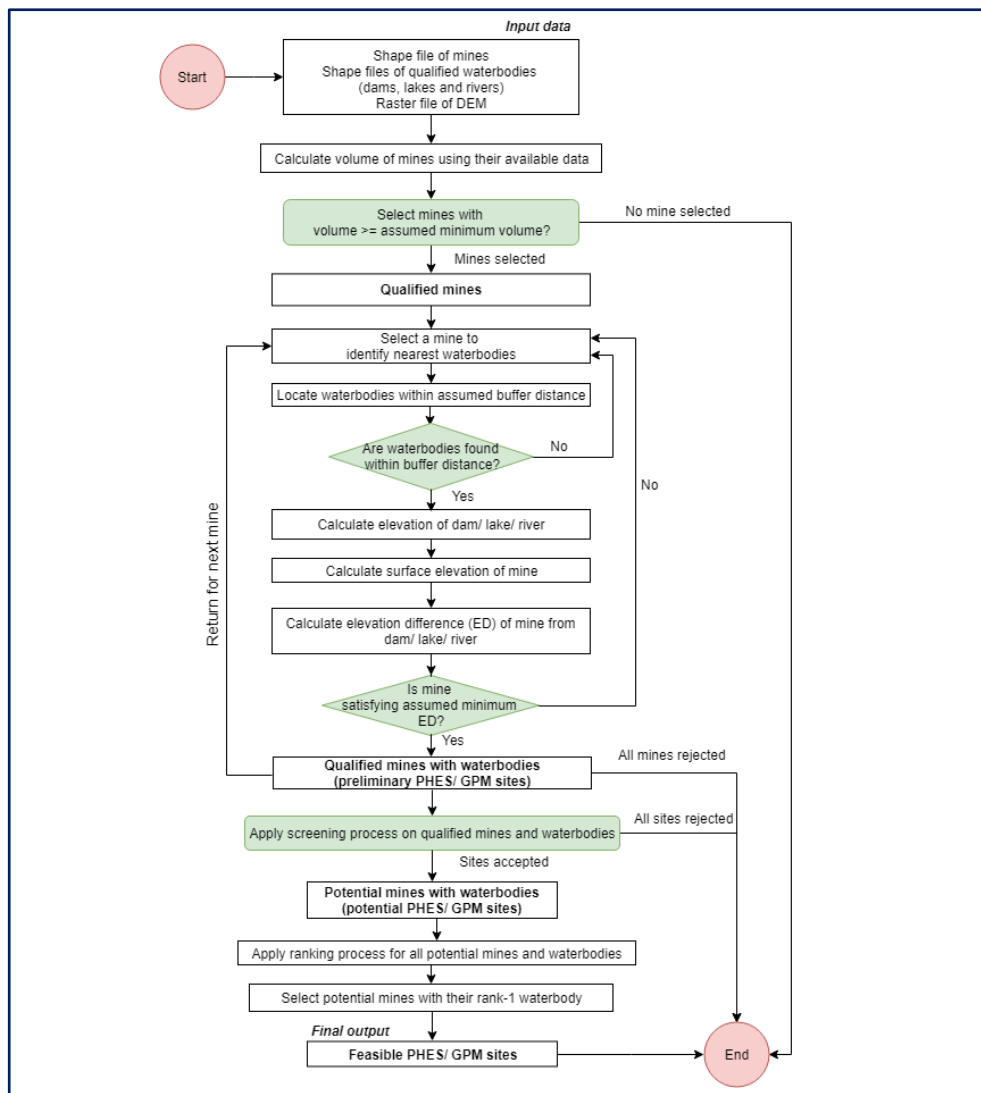 Input data
Start
Shape file of mines
Shape files of qualified waterbodies
(dams, lakes and rivers)
Raster file of DEM
Calculate volume of mines using their available data
Select mines with
volume >= assumed minimum volume?
No mine selected
Mines selected
Qualified mines
Select a mine to
identify nearest waterbodies
Locate waterbodies within assumed buffer distance
Are waterbodies found
within buffer distance?
No
No
Yes
Calculate elevation of dam/ lake/ river
Calculate surface elevation of mine
Return for next mine
Calculate elevation difference (ED) of mine from
dam/ lake/ river
Is mine
satisfying assumed minimum
ED?
Yes
Qualified mines with waterbodies
(preliminary PHES/ GPM sites)
All mines rejected
Apply screening process on qualified mines and waterbodies
All sites rejected
Sites accepted
Potential mines with waterbodies
(potential PHES/ GPM sites)
Apply ranking process for all potential mines and waterbodies
Select potential mines with their rank-1 waterbody
Final output
Feasible PHES/ GPM sites
End